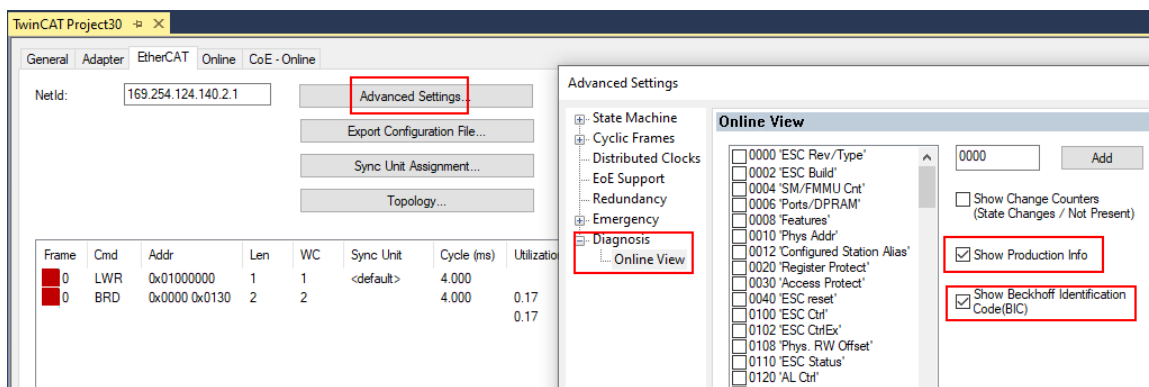 TwinCAT Project30
General Adapter EtherCAT Online CoE - Online
NetId: 169.254.124.140.2.1
Advanced Settings...
Export Configuration File...
Sync Unit Assignment...
Topology...
Frame Cmd Addr Len WC Sync Unit Cycle (ms) Utilizatio
0 LWR 0x01000000 1 1 <default> 4.000
0 BRD 0x0000 0x0130 2 2 4.000 0.17
0.17
Advanced Settings
State Machine
Cyclic Frames
Distributed Clocks
EoE Support
Redundancy
Emergency
Diagnosis
Online View
Online View
0000 'ESC Rev/Type'
0002 'ESC Build'
0004 'SM/FMMU Cnt'
0006 'Ports/DPRAM'
0008 'Features'
0010 'Phys Addr'
0012 'Configured Station Alias'
0020 'Register Protect'
0030 'Access Protect'
0040 'ESC reset'
0100 'ESC Ctrl'
0102 'ESC CtrlEx'
0108 'Phys. RW Offset'
0110 'ESC Status'
0120 'AL Ctrl'
0000 Add
Show Change Counters
(State Changes / Not Present)
Show Production Info
Show Beckhoff Identification
Code(BIC)